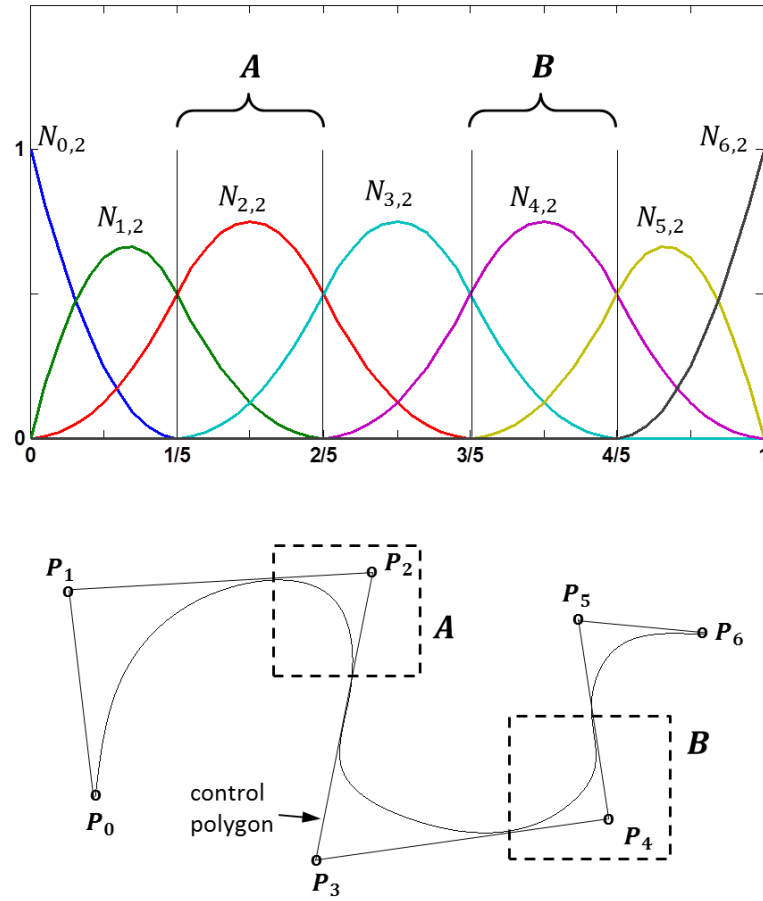 A
B
N0,2
N6,2
1
N1,2
N2,2
N3,2
N4,2
N5,2
0
0
1/5
2/5
3/5
4/5
1
P1
P2
P5
P6
A
B
control
polygon
P0
P4
P3